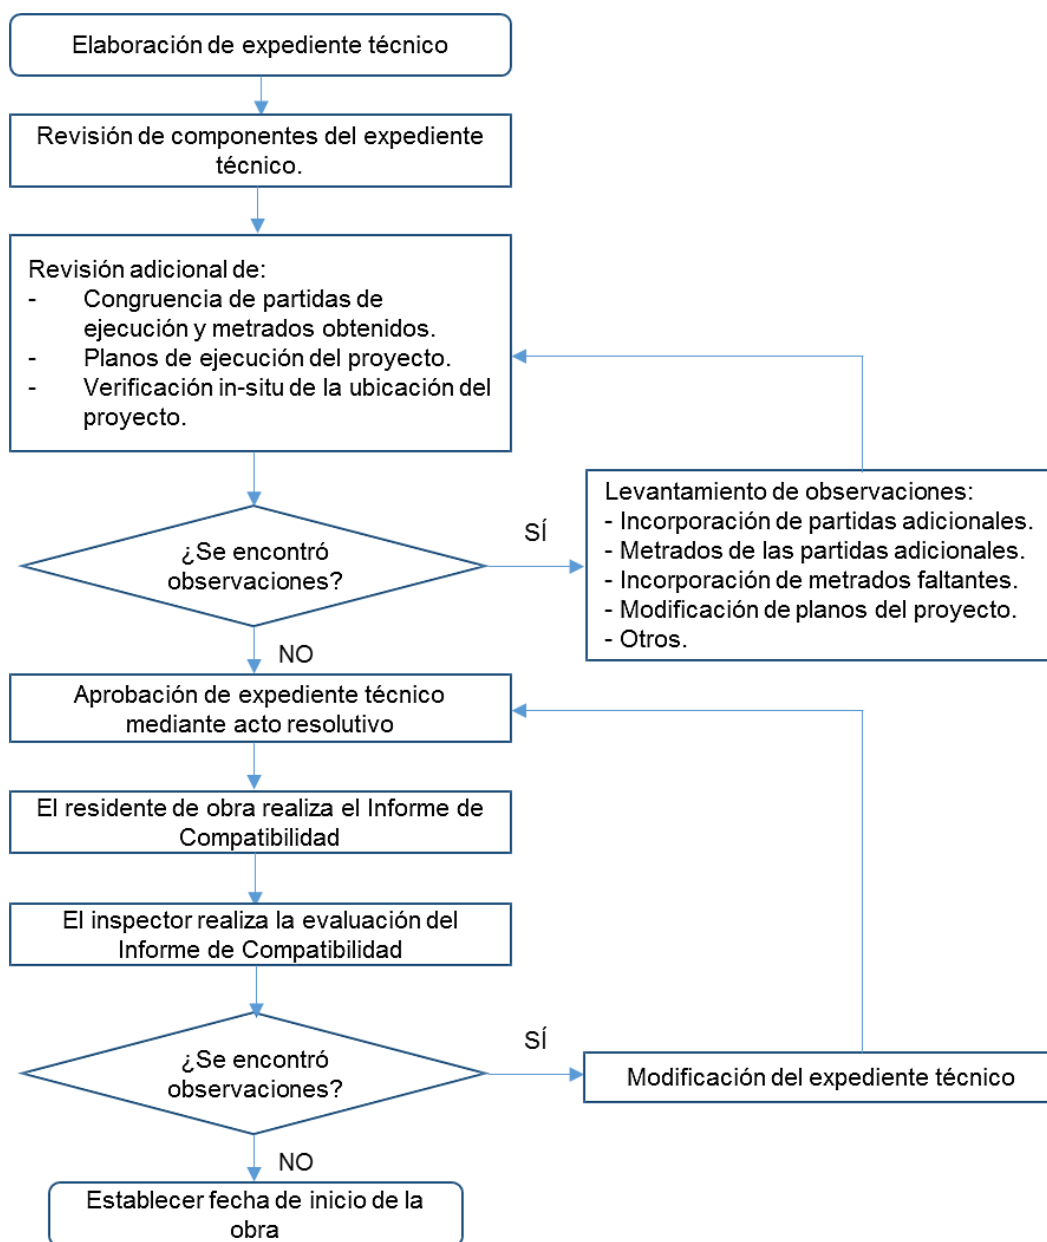 Elaboración de expediente técnico
Revisión de componentes del expediente
técnico.
Revisión adicional de:
- Congruencia de partidas de
ejecución y metrados obtenidos.
- Planos de ejecución del proyecto.
- Verificación in-situ de la ubicación del
proyecto.
¿Se encontró
observaciones?
SÍ
Levantamiento de observaciones:
- Incorporación de partidas adicionales.
- Metrados de las partidas adicionales.
- Incorporación de metrados faltantes.
- Modificación de planos del proyecto.
- Otros.
NO
Aprobación de expediente técnico
mediante acto resolutivo
El residente de obra realiza el Informe de
Compatibilidad
El inspector realiza la evaluación del
Informe de Compatibilidad
¿Se encontró
observaciones?
SÍ
Modificación del expediente técnico
NO
Establecer fecha de inicio de la
obra